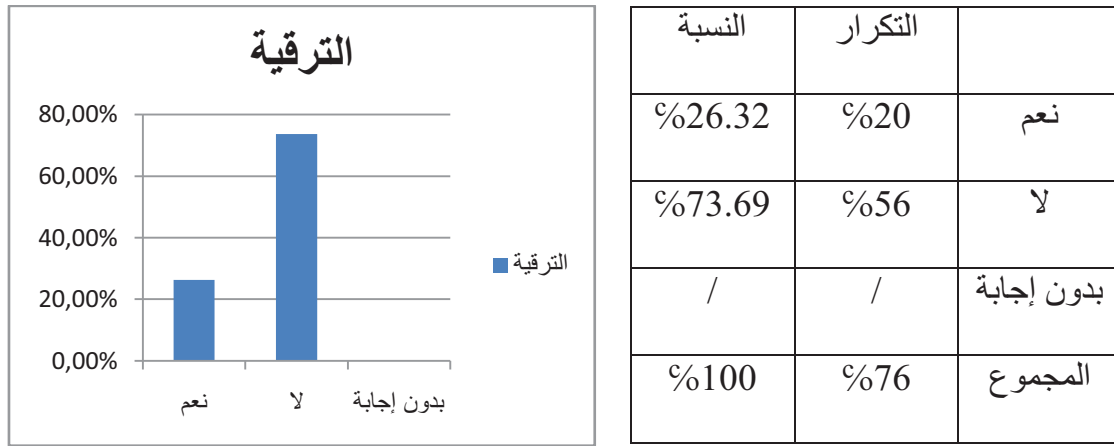 الترقية
80,00%
60,00%
40,00%
20,00%
0,00%
نعم لا بدون إجابة
الترقية
التكرار النسبة
نعم %20 %26.32
لا %56 %73.69
بدون إجابة / /
المجموع %76 %100